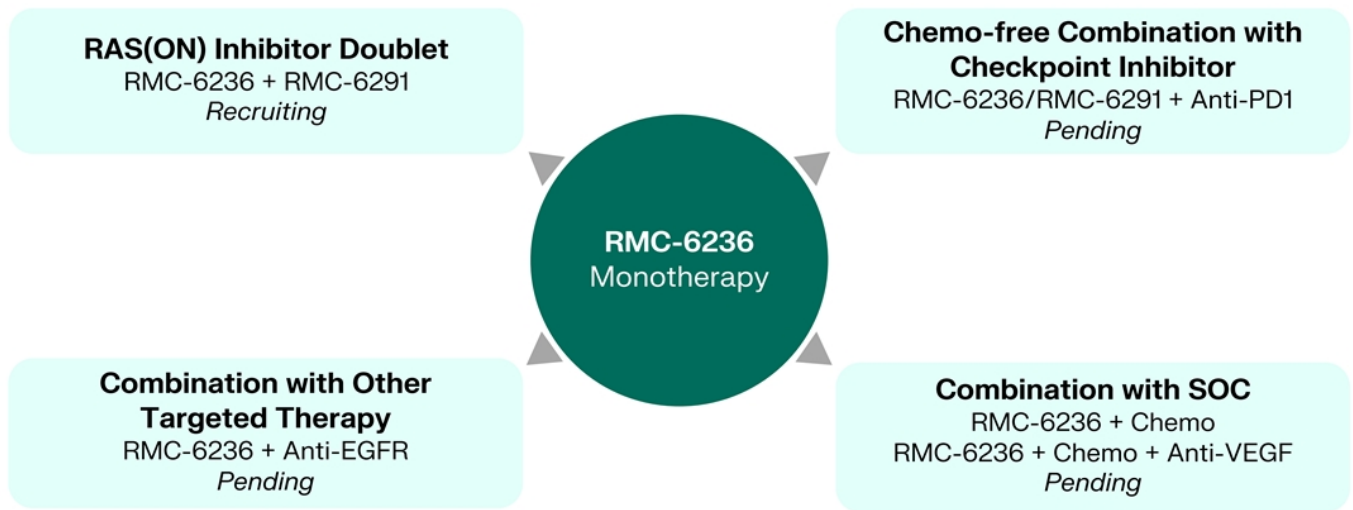 RAS(ON) Inhibitor Doublet
RMC-6236 + RMC-6291
Recruiting
Chemo-free Combination with
Checkpoint Inhibitor
RMC-6236/RMC-6291 + Anti-PD1
Pending
RMC-6236
Monotherapy
Combination with Other
Targeted Therapy
RMC-6236 + Anti-EGFR
Pending
Combination with SOC
RMC-6236 + Chemo
RMC-6236 + Chemo + Anti-VEGF
Pending